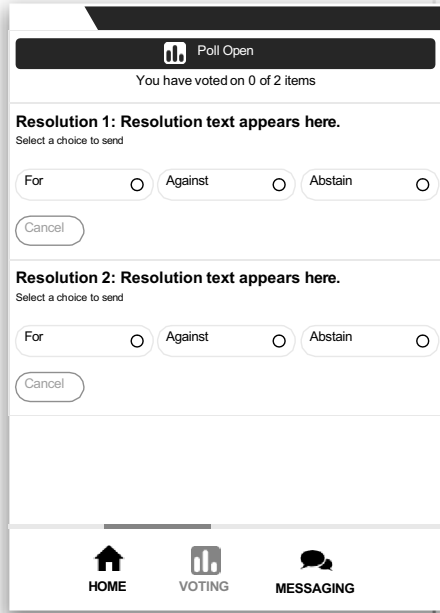 Poll Open
You have voted on 0 of 2 items
Resolution 1: Resolution text appears here.
Select a choice to send
For Against Abstain
Cancel
Resolution 2: Resolution text appears here.
Select a choice to send
For Against Abstain
Cancel
HOME VOTING MESSAGING